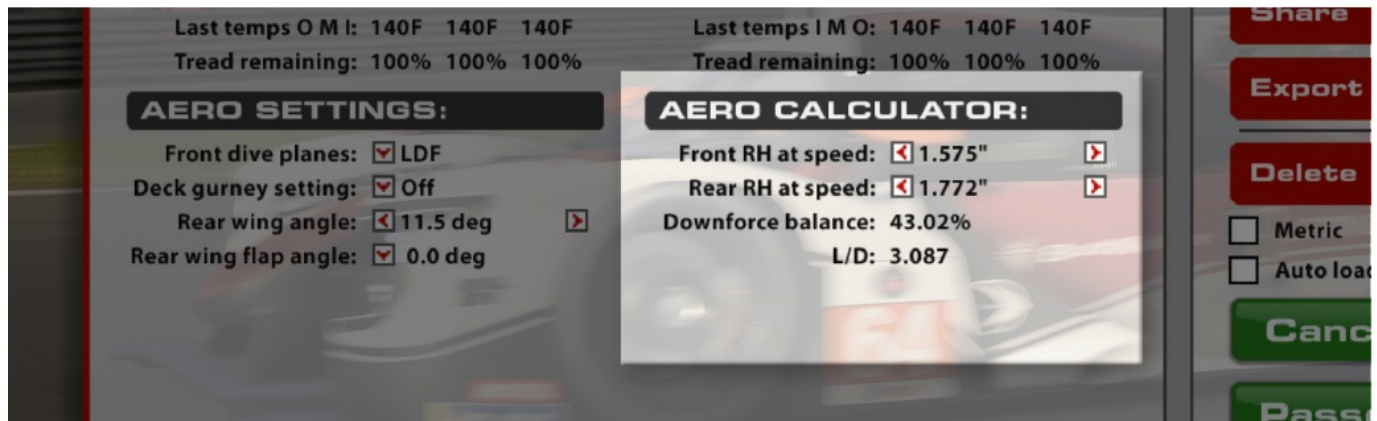 Last temps O M I: 140F 140F 140F
Tread remaining: 100% 100% 100%
AERO SETTINGS:
Front dive planes: LDF
Deck gurney setting: Off
Rear wing angle: 11.5 deg
Rear wing flap angle: 0.0 deg
Last temps I M O: 140F 140F 140F
Tread remaining: 100% 100% 100%
AERO CALCULATOR:
Front RH at speed: 1.575"
Rear RH at speed: 1.772"
Downforce balance: 43.02%
L/D: 3.087
64
Share
Export
Delete
Metric
Auto loa
Canc
Passe